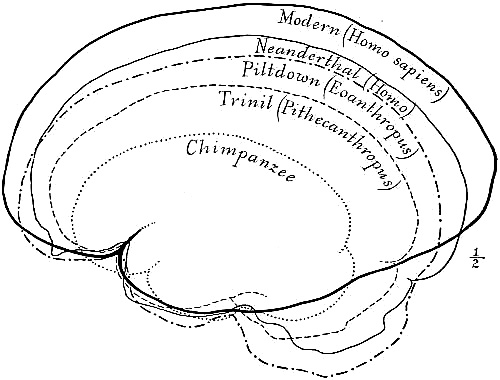 Modern (Homo sapiens)
Neanderthal (Homo)
Piltdown (Eoanthropus)
Trinil (Pithecanthropus)
Chimpanzee
1/2